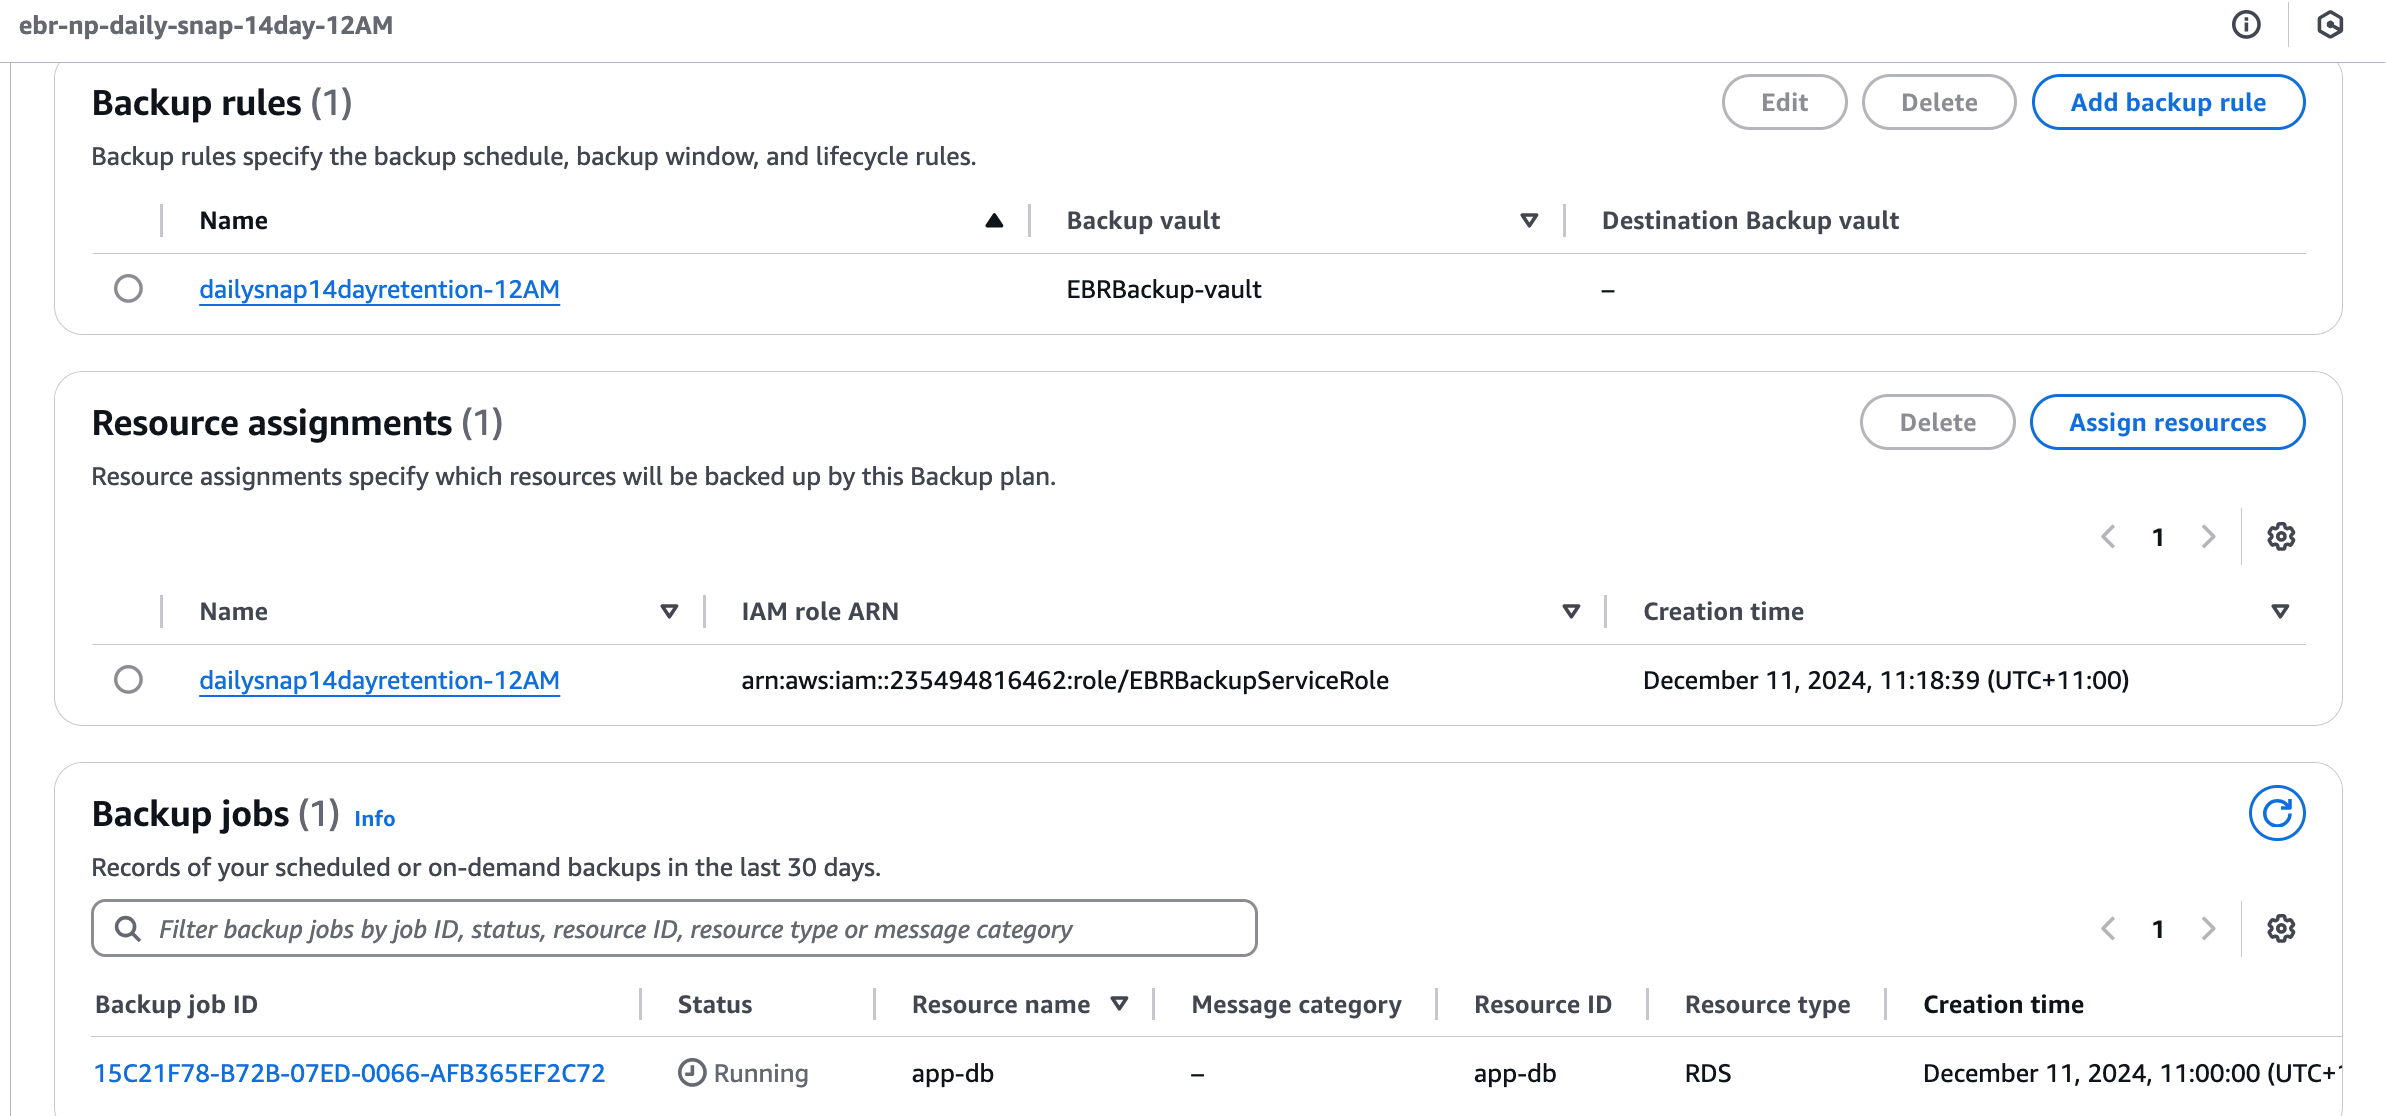 ebr-np-daily-snap-14day-12AM
Backup rules (1)
Edit
Delete
Add backup rule
Backup rules specify the backup schedule, backup window, and lifecycle rules.
Name
Backup vault
Destination Backup vault
dailysnap14dayretention-12AM
EBRBackup-vault
–
Resource assignments (1)
Delete
Assign resources
Resource assignments specify which resources will be backed up by this Backup plan.
1
Name
IAM role ARN
Creation time
dailysnap14dayretention-12AM
arn:aws:iam::235494816462:role/EBRBackupServiceRole
December 11, 2024, 11:18:39 (UTC+11:00)
Backup jobs (1) Info
Records of your scheduled or on-demand backups in the last 30 days.
Filter backup jobs by job ID, status, resource ID, resource type or message category
1
Backup job ID
Status
Resource name
Message category
Resource ID
Resource type
Creation time
15C21F78-B72B-07ED-0066-AFB365EF2C72
Running
app-db
–
app-db
RDS
December 11, 2024, 11:00:00 (UTC+